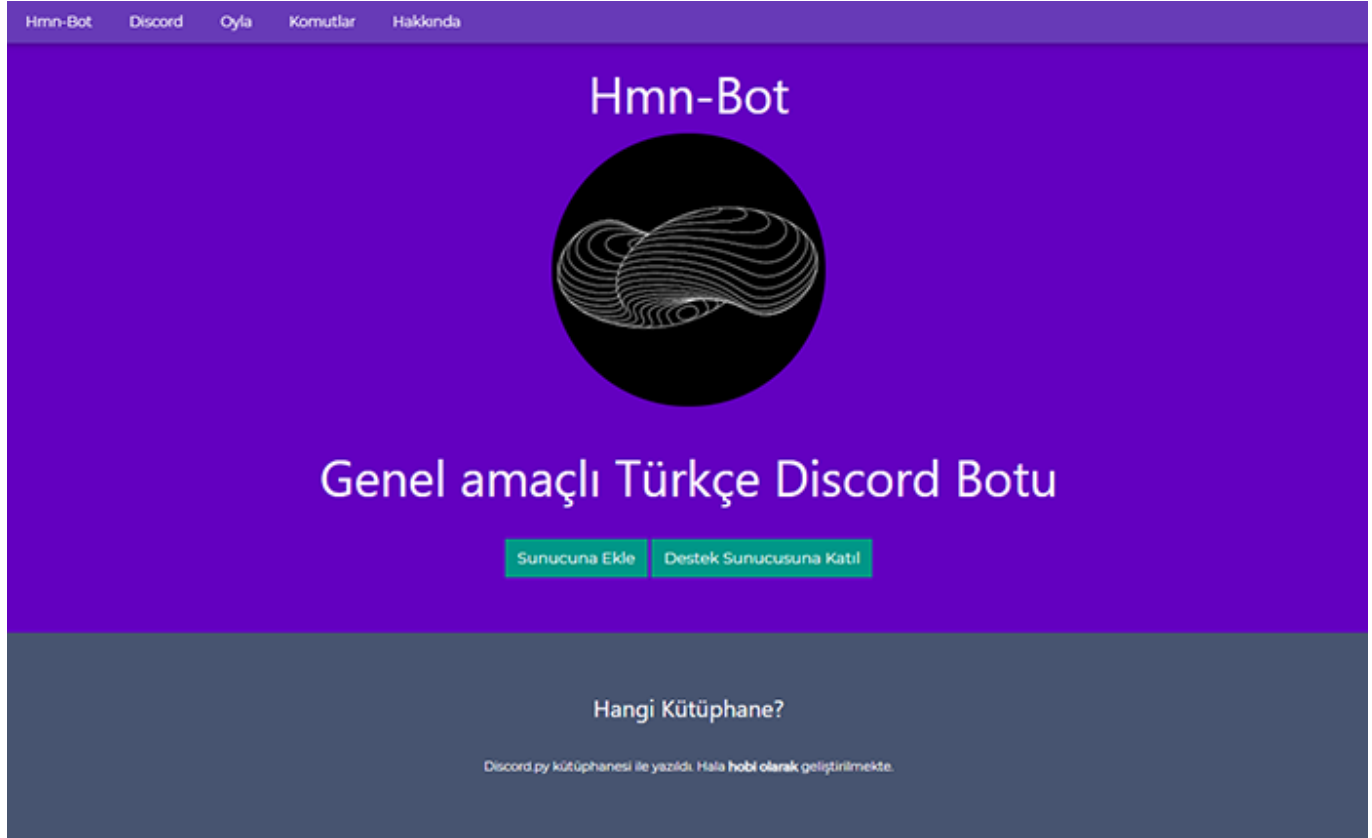 Hmn-Bot Discord Oyla Komutlar Hakkında
Hmn-Bot
Genel amaçlı Türkçe Discord Botu
Sunucuna Ekle Destek Sunucusuna Katıl
Hangi Kütüphane?
Discord.py kütüphanesi ile yazıldı. Hala hobi olarak geliştirilmekte.